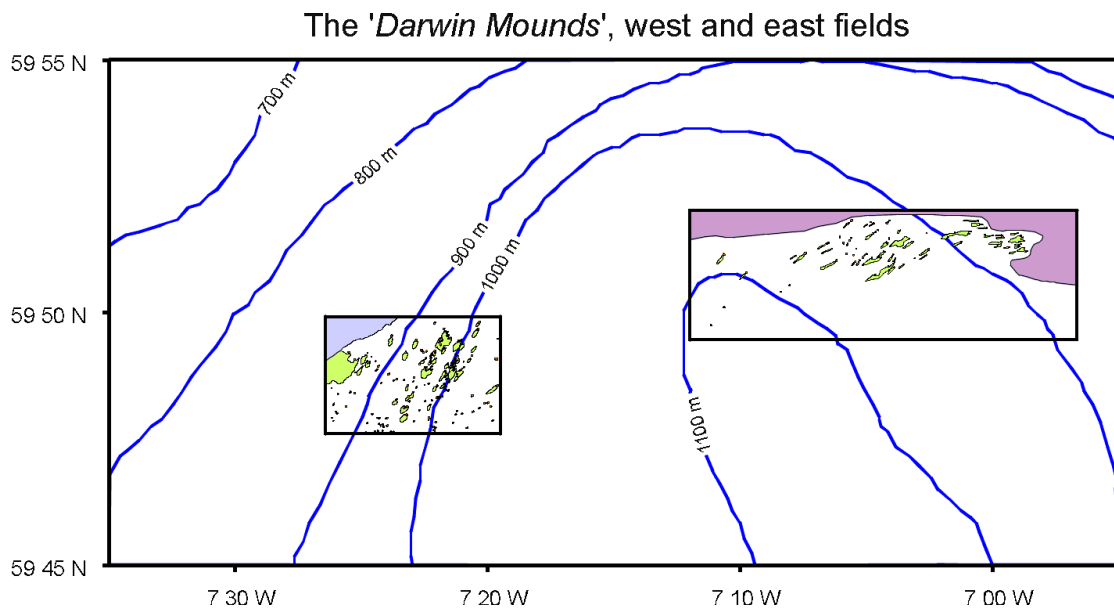 The 'Darwin Mounds', west and east fields
59 55 N
700 m
800 m
900 m
1000 m
59 50 N
1100 m
59 45 N
7 30 W
7 20 W
7 10 W
7 00 W